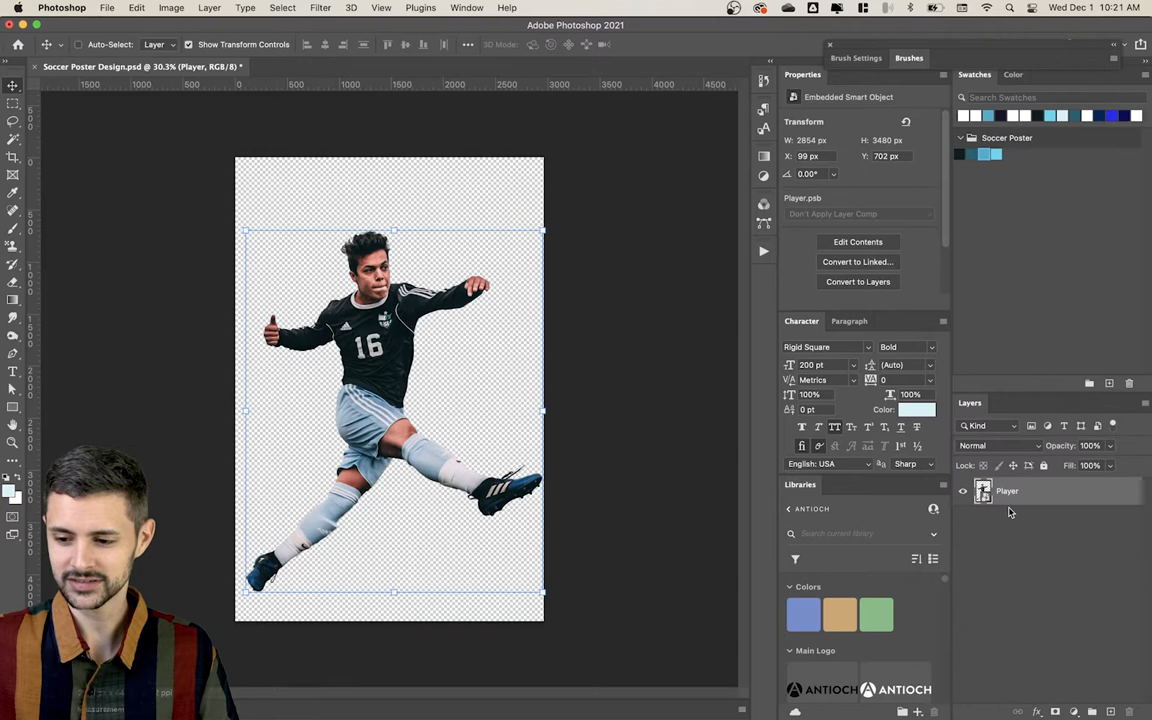 Photoshop File Edit Image Layer Type Select Filter 3D View Plugins Window Help
Wed Dec 1 10:21 AM
Adobe Photoshop 2021
Auto-Select: Layer
Show Transform Controls
3D Mode:
Soccer Poster Design.psd @ 30.3% (Player, RGB/8) *
1500 1000 500 0 500 1000 1500 2000 2500 3000 3500 4000 4500
Brush Settings Brushes
Properties
Embedded Smart Object
Transform
W: 2854 px H: 3480 px
X: 99 px Y: 702 px
0.00°
Player.psb
Don't Apply Layer Comp
Edit Contents
Convert to Linked...
Convert to Layers
Character Paragraph
Rigid Square Bold
200 pt (Auto)
Metrics 0
100% 100%
0 pt Color:
English: USA Sharp
Libraries
ANTIOCH
Search current library
Colors
Main Logo
ANTIOCH ANTIOCH
Swatches Color
Search Swatches
Soccer Poster
Layers
Kind
Normal Opacity: 100%
Lock: Fill: 100%
Player
16